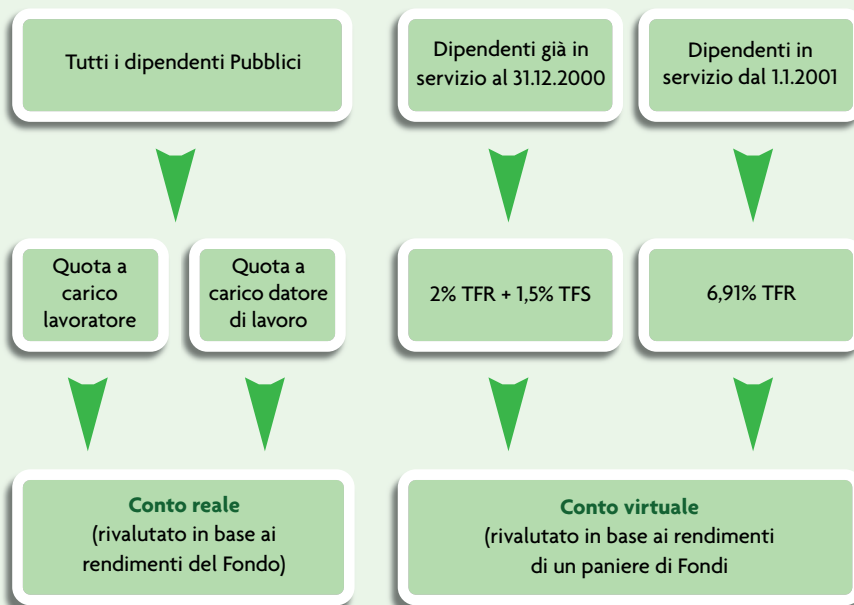 Tutti i dipendenti Pubblici
Dipendenti già in
servizio al 31.12.2000
Dipendenti in
servizio dal 1.1.2001
Quota a
carico
lavoratore
Quota a
carico datore
di lavoro
2% TFR + 1,5% TFS
6,91% TFR
Conto reale
(rivalutato in base ai
rendimenti del Fondo)
Conto virtuale
(rivalutato in base ai rendimenti
di un paniere di Fondi